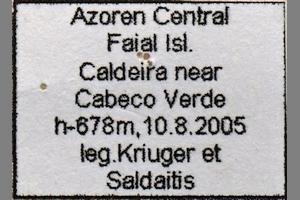 Azoren Central
Faial Isl.
Caldeira near
Cabeco Verde
h-678m,10.8.2005
leg.Kriuger et
Saldaitis